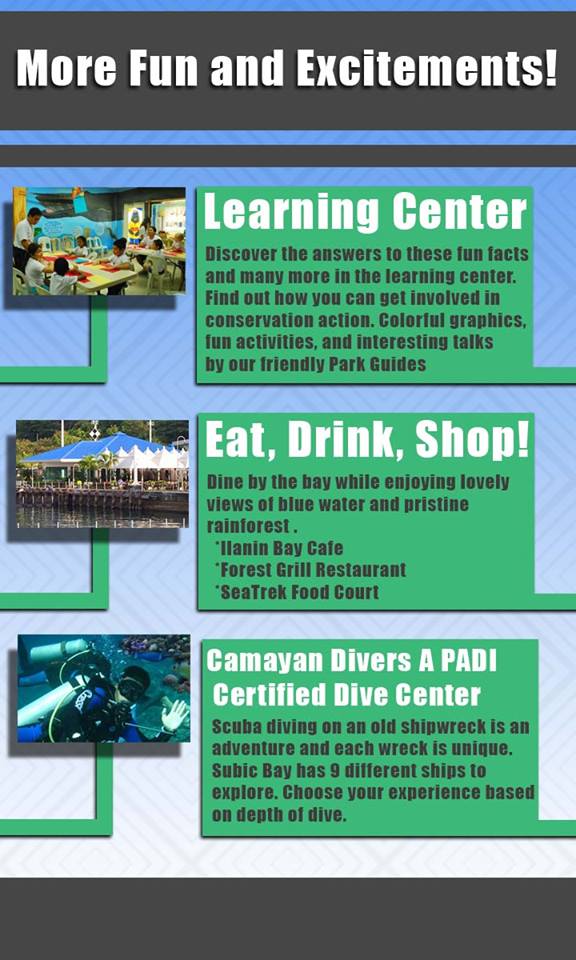 More Fun and Excitements!
Learning Center
Discover the answers to these fun facts
and many more in the learning center.
Find out how you can get involved in
conservation action. Colorful graphics,
fun activities, and interesting talks
by our friendly Park Guides
Eat, Drink, Shop!
Dine by the bay while enjoying lovely
views of blue water and pristine
rainforest .
*Ilanin Bay Cafe
*Forest Grill Restaurant
*SeaTrek Food Court
Camayan Divers A PADI
Certified Dive Center
Scuba diving on an old shipwreck is an
adventure and each wreck is unique.
Subic Bay has 9 different ships to
explore. Choose your experience based
on depth of dive.